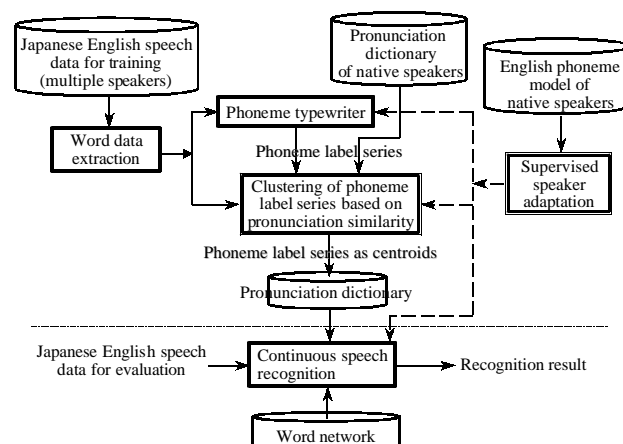 Japanese English speech
data for training
(multiple speakers)
Pronunciation
dictionary
of native speakers
English phoneme
model of
native speakers
Phoneme typewriter
Word data
extraction
Phoneme label series
Clustering of phoneme
label series based on
pronunciation similarity
Supervised
speaker
adaptation
Phoneme label series as centroids
Pronunciation dictionary
Japanese English speech
data for evaluation
Continuous speech
recognition
Recognition result
Word network